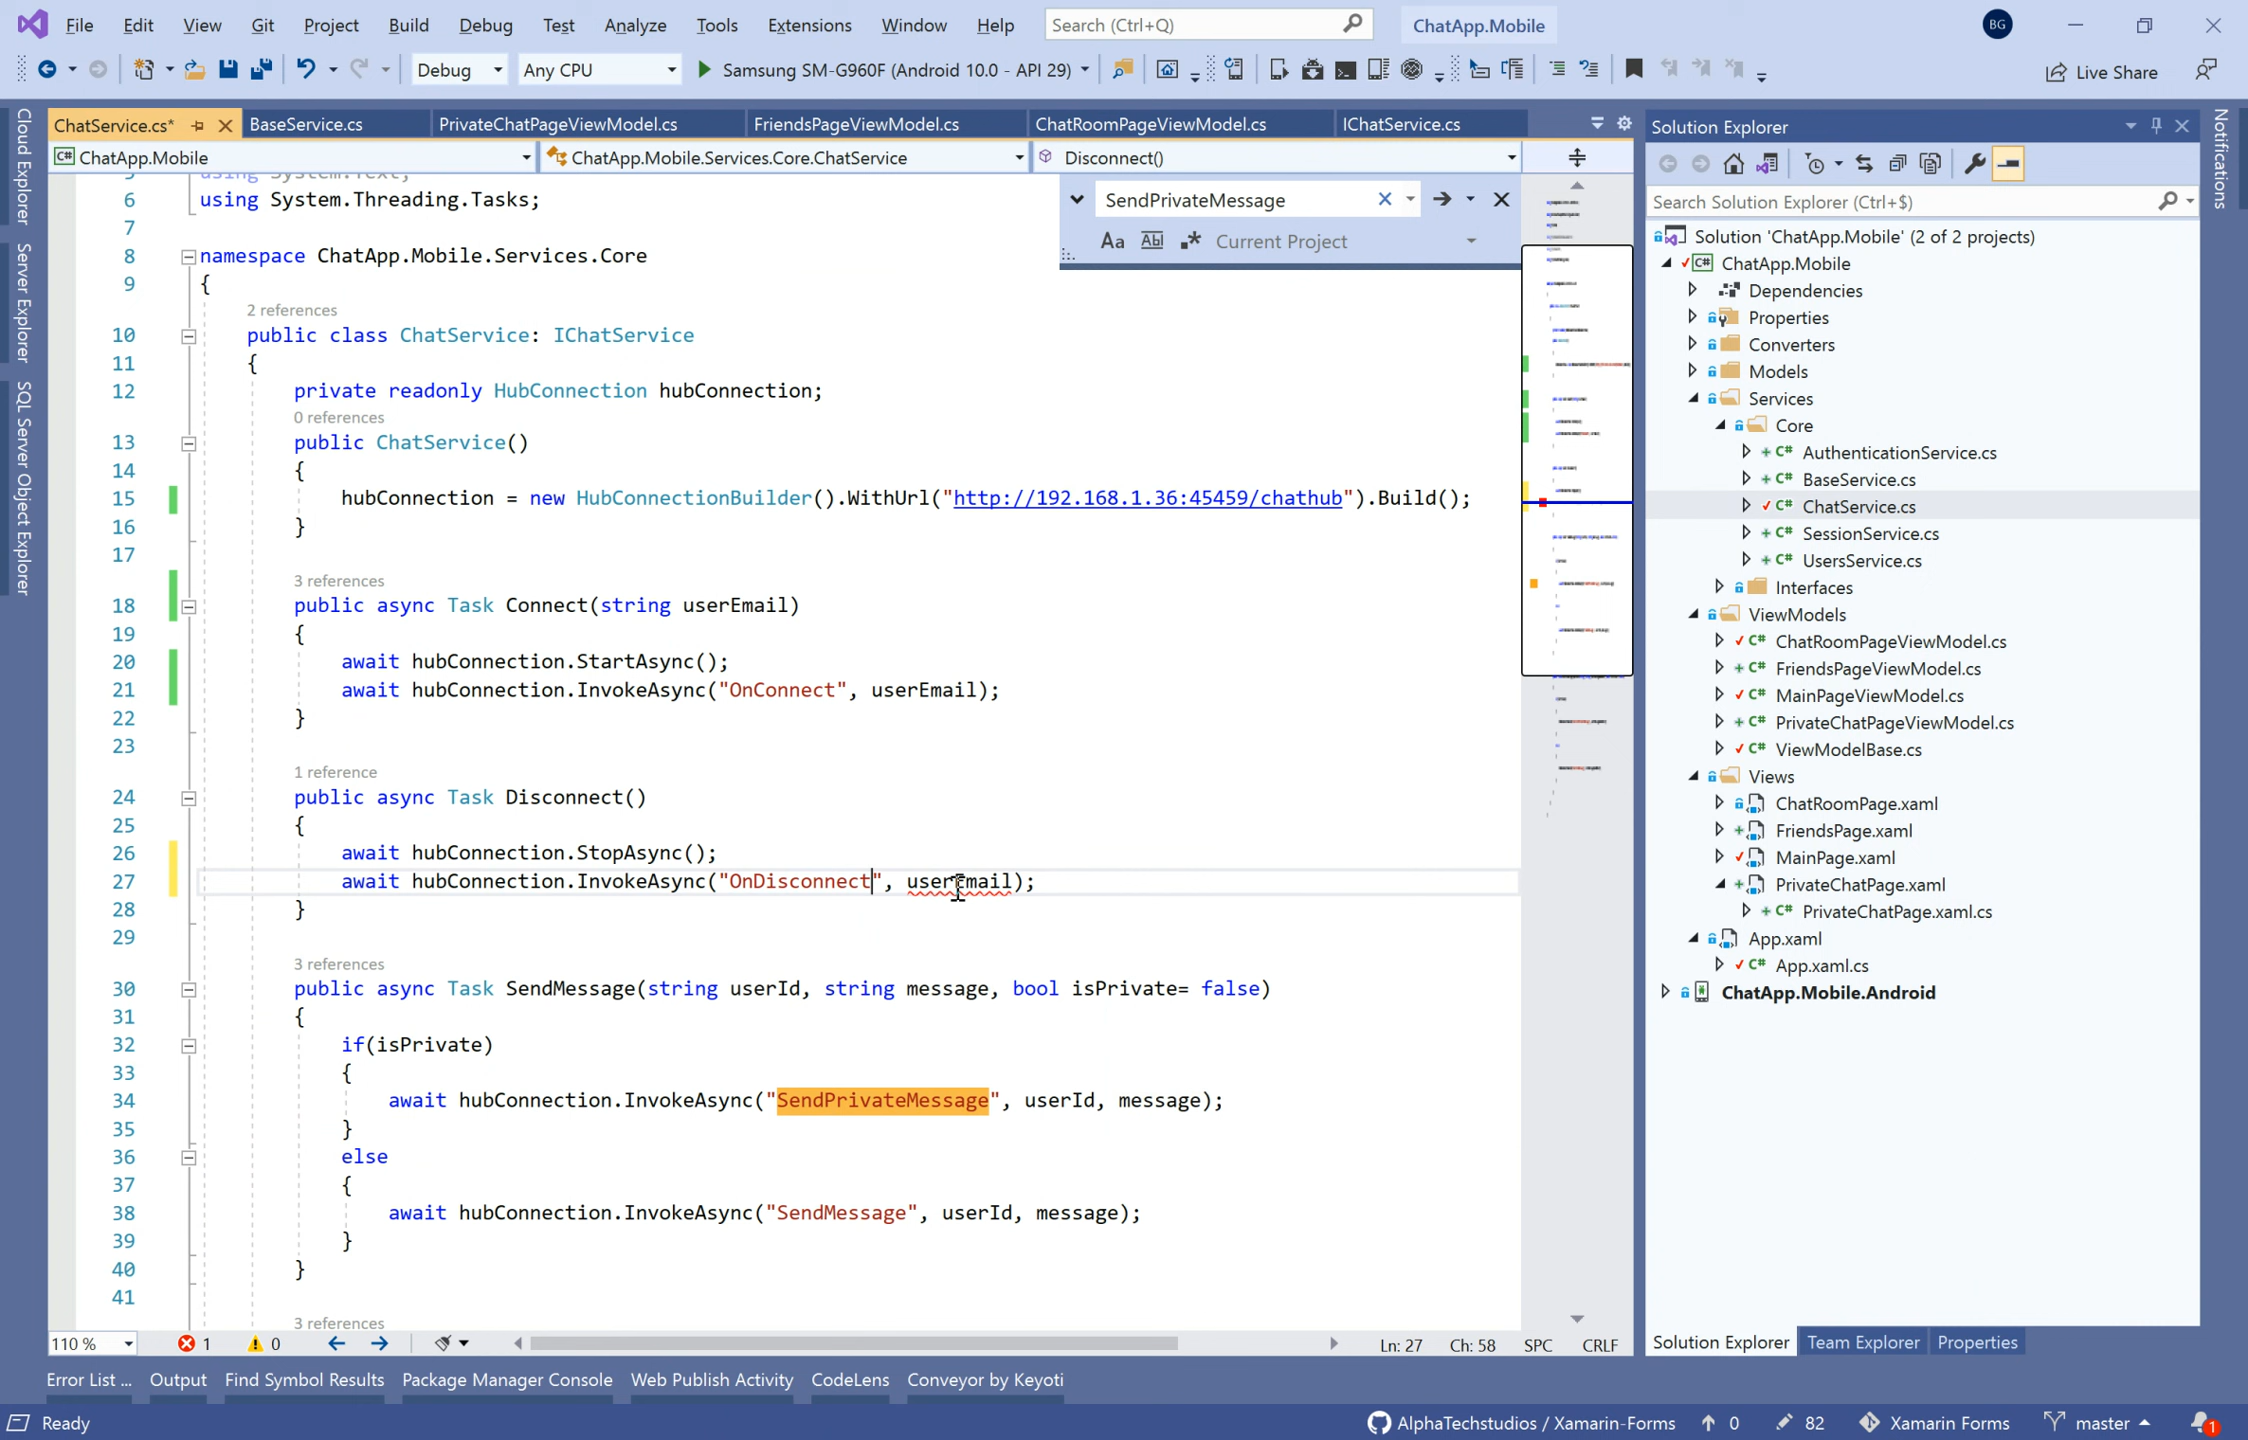 File Edit View Git Project Build Debug Test Analyze Tools Extensions Window Help Search (Ctrl+Q) ChatApp.Mobile BG
Debug Any CPU Samsung SM-G960F (Android 10.0 - API 29) Live Share
ChatService.cs* BaseService.cs PrivateChatPageViewModel.cs FriendsPageViewModel.cs ChatRoomPageViewModel.cs IChatService.cs
ChatApp.Mobile ChatApp.Mobile.Services.Core.ChatService Disconnect()
SendPrivateMessage
Aa Abl .* Current Project
Cloud Explorer
Server Explorer
SQL Server Object Explorer
5 using System.Text;
6 using System.Threading.Tasks;
7
8 namespace ChatApp.Mobile.Services.Core
9 {
2 references
10 public class ChatService: IChatService
11 {
12 private readonly HubConnection hubConnection;
0 references
13 public ChatService()
14 {
15 hubConnection = new HubConnectionBuilder().WithUrl("http://192.168.1.36:45459/chathub").Build();
16 }
17
3 references
18 public async Task Connect(string userEmail)
19 {
20 await hubConnection.StartAsync();
21 await hubConnection.InvokeAsync("OnConnect", userEmail);
22 }
23
1 reference
24 public async Task Disconnect()
25 {
26 await hubConnection.StopAsync();
27 await hubConnection.InvokeAsync("OnDisconnect", userEmail);
28 }
29
3 references
30 public async Task SendMessage(string userId, string message, bool isPrivate= false)
31 {
32 if(isPrivate)
33 {
34 await hubConnection.InvokeAsync("SendPrivateMessage", userId, message);
35 }
36 else
37 {
38 await hubConnection.InvokeAsync("SendMessage", userId, message);
39 }
40 }
41
3 references
110 % 1 0 Ln: 27 Ch: 58 SPC CRLF
Solution Explorer
Search Solution Explorer (Ctrl+$)
Solution 'ChatApp.Mobile' (2 of 2 projects)
C# ChatApp.Mobile
Dependencies
Properties
Converters
Models
Services
Core
C# AuthenticationService.cs
C# BaseService.cs
C# ChatService.cs
C# SessionService.cs
C# UsersService.cs
Interfaces
ViewModels
C# ChatRoomPageViewModel.cs
C# FriendsPageViewModel.cs
C# MainPageViewModel.cs
C# PrivateChatPageViewModel.cs
C# ViewModelBase.cs
Views
ChatRoomPage.xaml
FriendsPage.xaml
MainPage.xaml
PrivateChatPage.xaml
C# PrivateChatPage.xaml.cs
App.xaml
C# App.xaml.cs
ChatApp.Mobile.Android
Solution Explorer Team Explorer Properties
Notifications
Error List ... Output Find Symbol Results Package Manager Console Web Publish Activity CodeLens Conveyor by Keyoti
Ready AlphaTechstudios / Xamarin-Forms 0 82 Xamarin Forms master 1